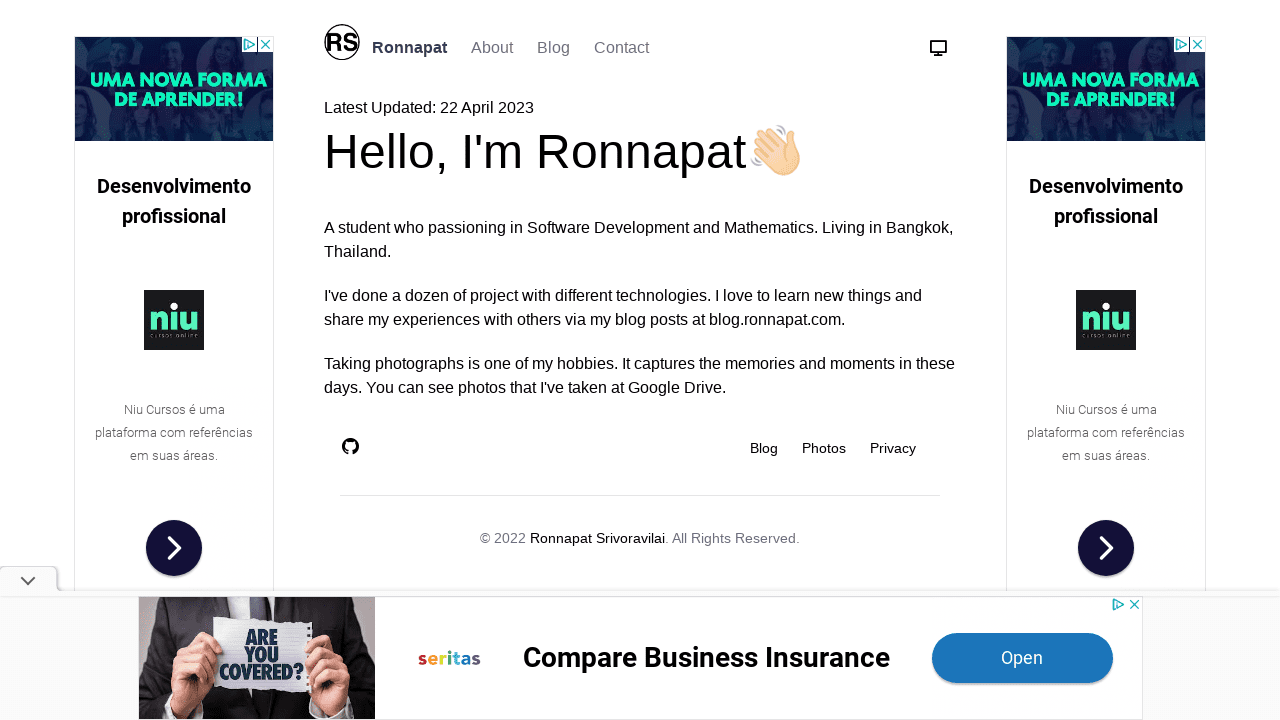 RS
Ronnapat About Blog Contact
Latest Updated: 22 April 2023
Hello, I'm Ronnapat👋🏻
A student who passioning in Software Development and Mathematics. Living in Bangkok,
Thailand.
I've done a dozen of project with different technologies. I love to learn new things and
share my experiences with others via my blog posts at blog.ronnapat.com.
Taking photographs is one of my hobbies. It captures the memories and moments in these
days. You can see photos that I've taken at Google Drive.
Blog Photos Privacy
© 2022 Ronnapat Srivoravilai. All Rights Reserved.
UMA NOVA FORMA
DE APRENDER!
Desenvolvimento
profissional
niu
CURSOS ONLINE
Niu Cursos é uma
plataforma com referências
em suas áreas.
UMA NOVA FORMA
DE APRENDER!
Desenvolvimento
profissional
niu
CURSOS ONLINE
Niu Cursos é uma
plataforma com referências
em suas áreas.
ARE
YOU
COVERED?
seritas
Compare Business Insurance
Open